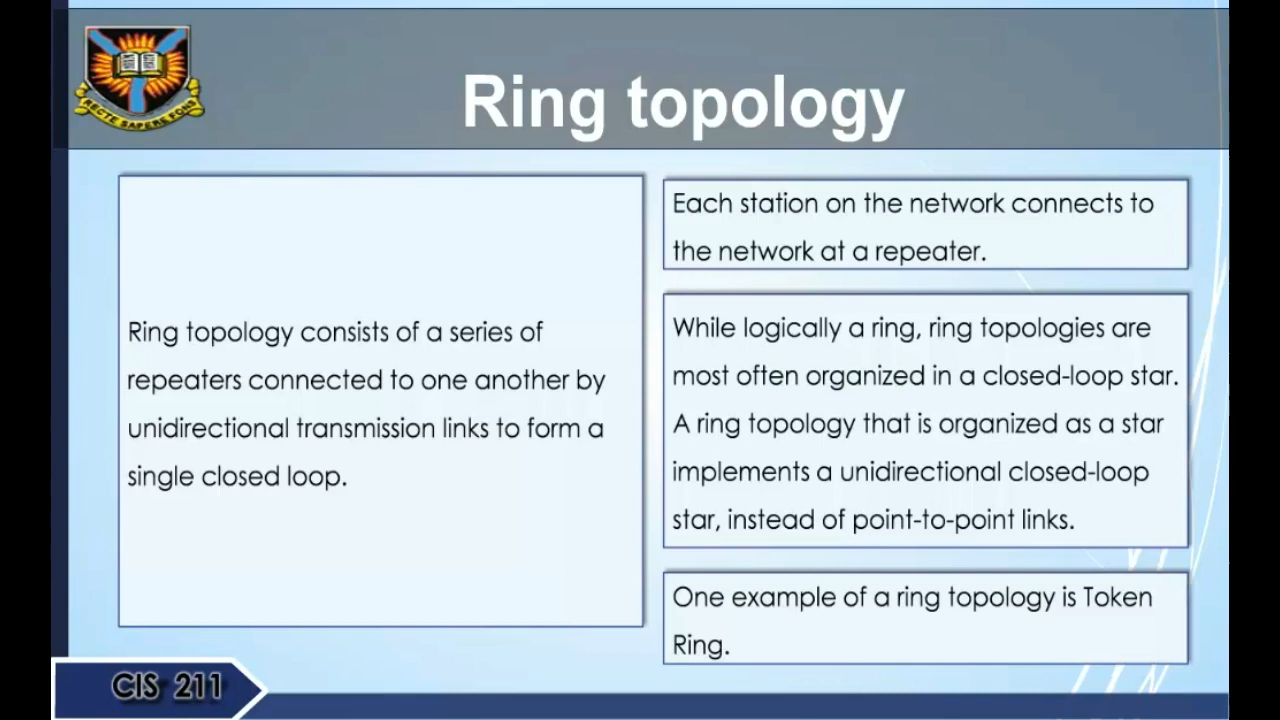 Ring topology
RECTE SAPERE FONS
Ring topology consists of a series of
repeaters connected to one another by
unidirectional transmission links to form a
single closed loop.
Each station on the network connects to
the network at a repeater.
While logically a ring, ring topologies are
most often organized in a closed-loop star.
A ring topology that is organized as a star
implements a unidirectional closed-loop
star, instead of point-to-point links.
One example of a ring topology is Token
Ring.
CIS 211